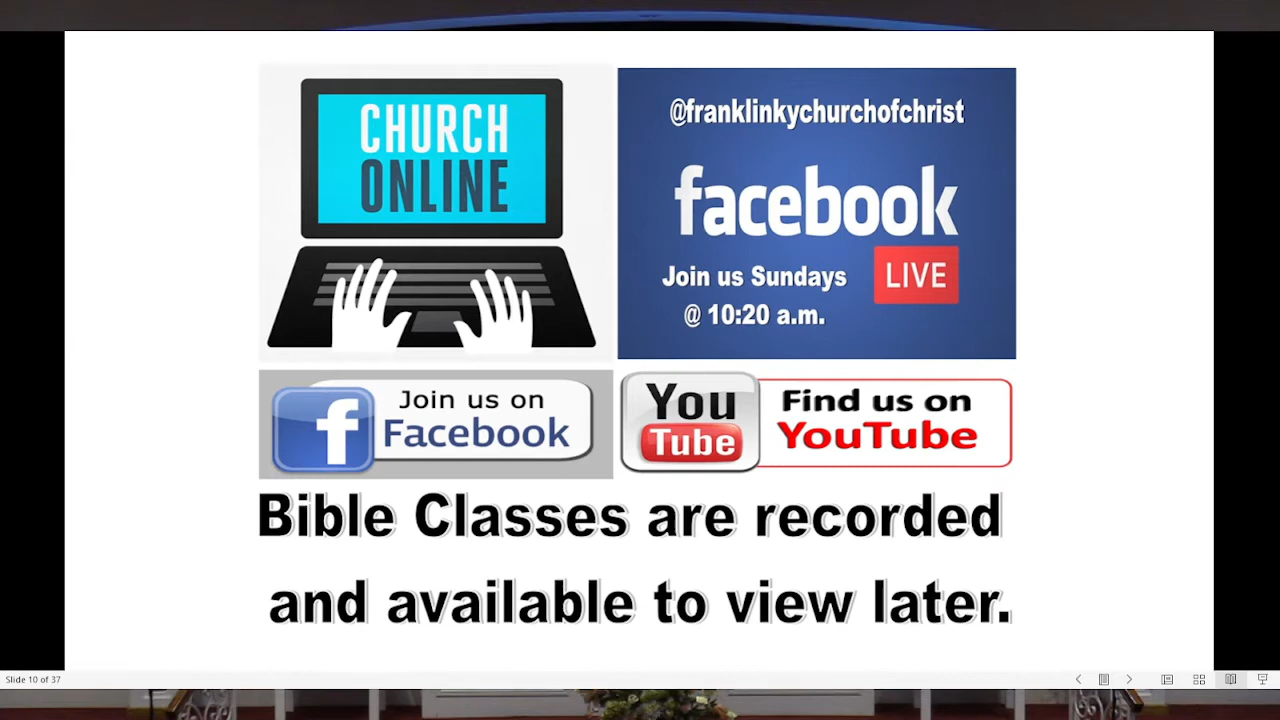 CHURCH
ONLINE
@franklinkychurchofchrist
facebook
Join us Sundays
LIVE
@ 10:20 a.m.
f
Join us on
Facebook
You
Tube
Find us on
YouTube
Bible Classes are recorded
and available to view later.
Slide 10 of 37